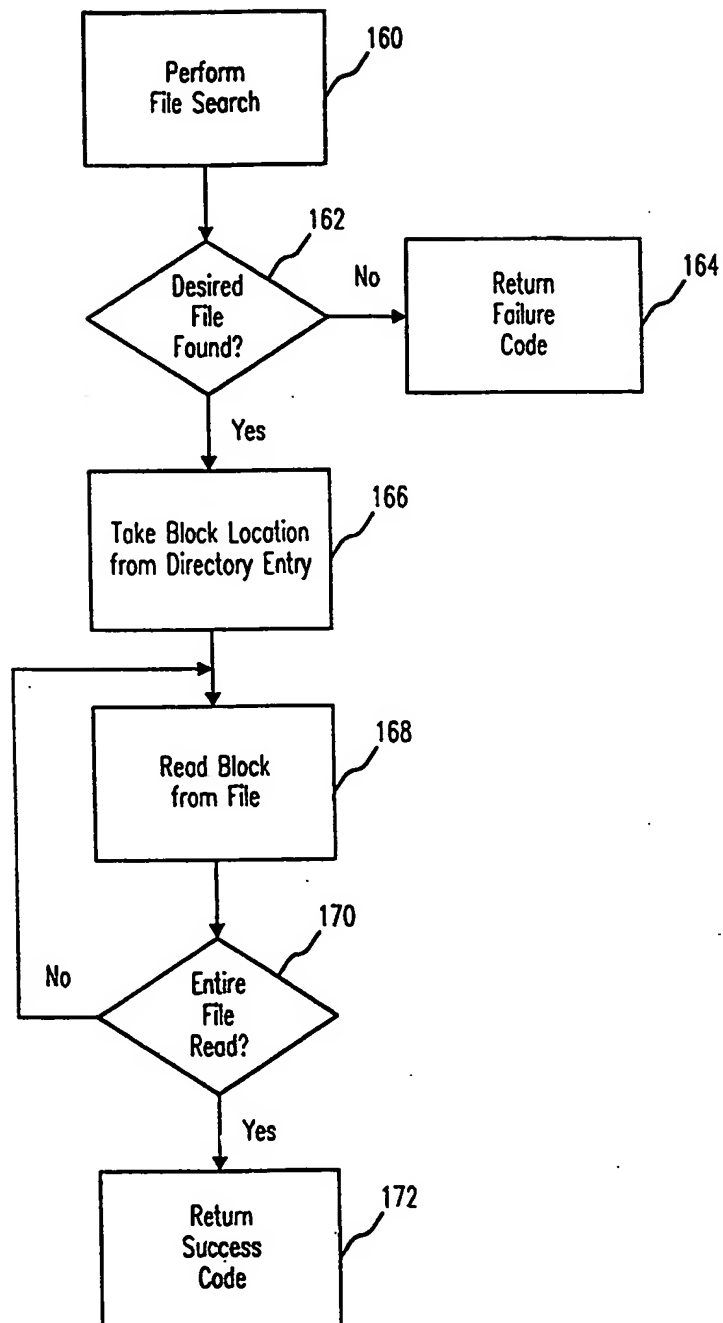 160
Perform
File Search
162
Desired
File
Found?
No
164
Return
Failure
Code
Yes
166
Take Block Location
from Directory Entry
168
Read Block
from File
170
No
Entire
File
Read?
Yes
172
Return
Success
Code